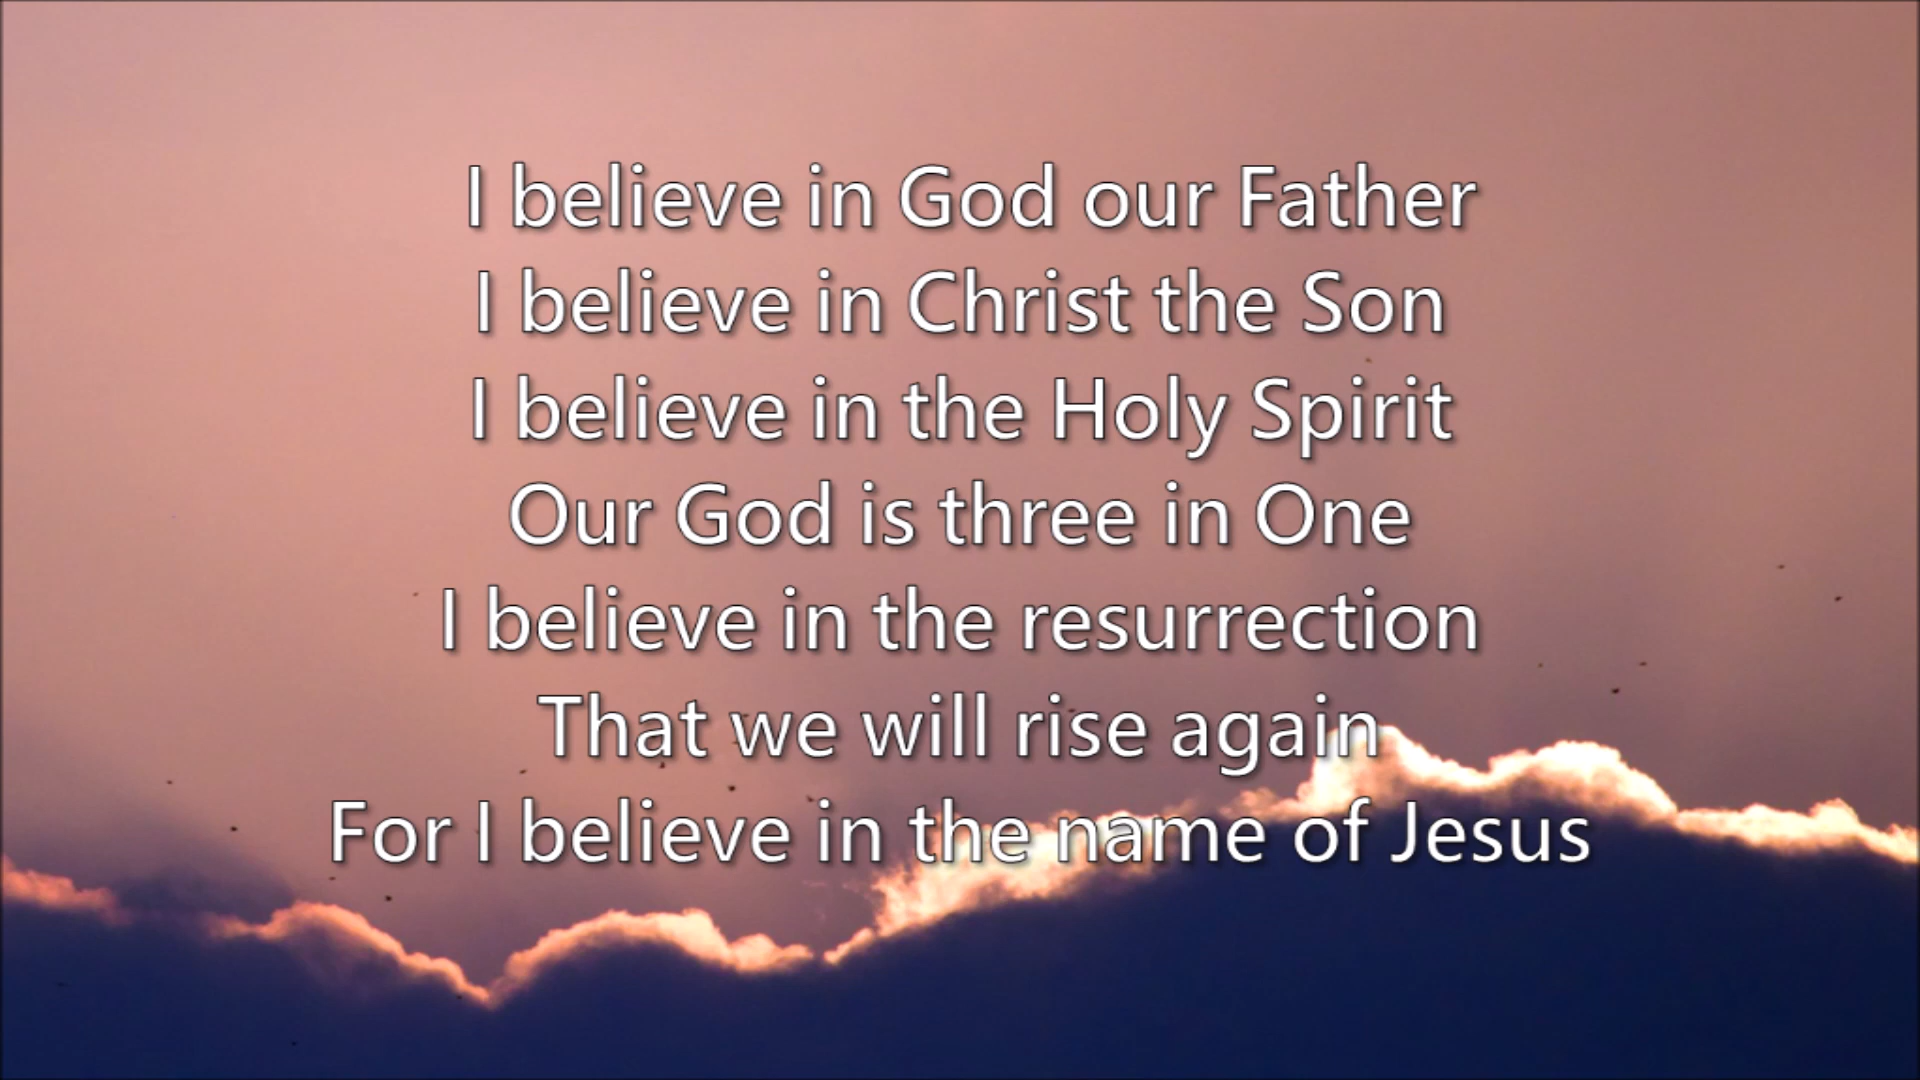 I believe in God our Father
I believe in Christ the Son
I believe in the Holy Spirit
Our God is three in One
I believe in the resurrection
That we will rise again
For I believe in the name of Jesus